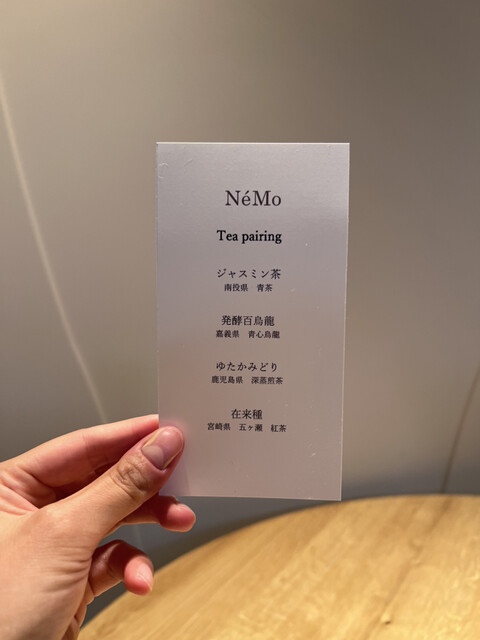 NéMo
Tea pairing
ジャスミン茶
南投県 青茶
発酵百烏龍
嘉義県 青心烏龍
ゆたかみどり
鹿児島県 深蒸煎茶
在来種
宮崎県 五ヶ瀬 紅茶